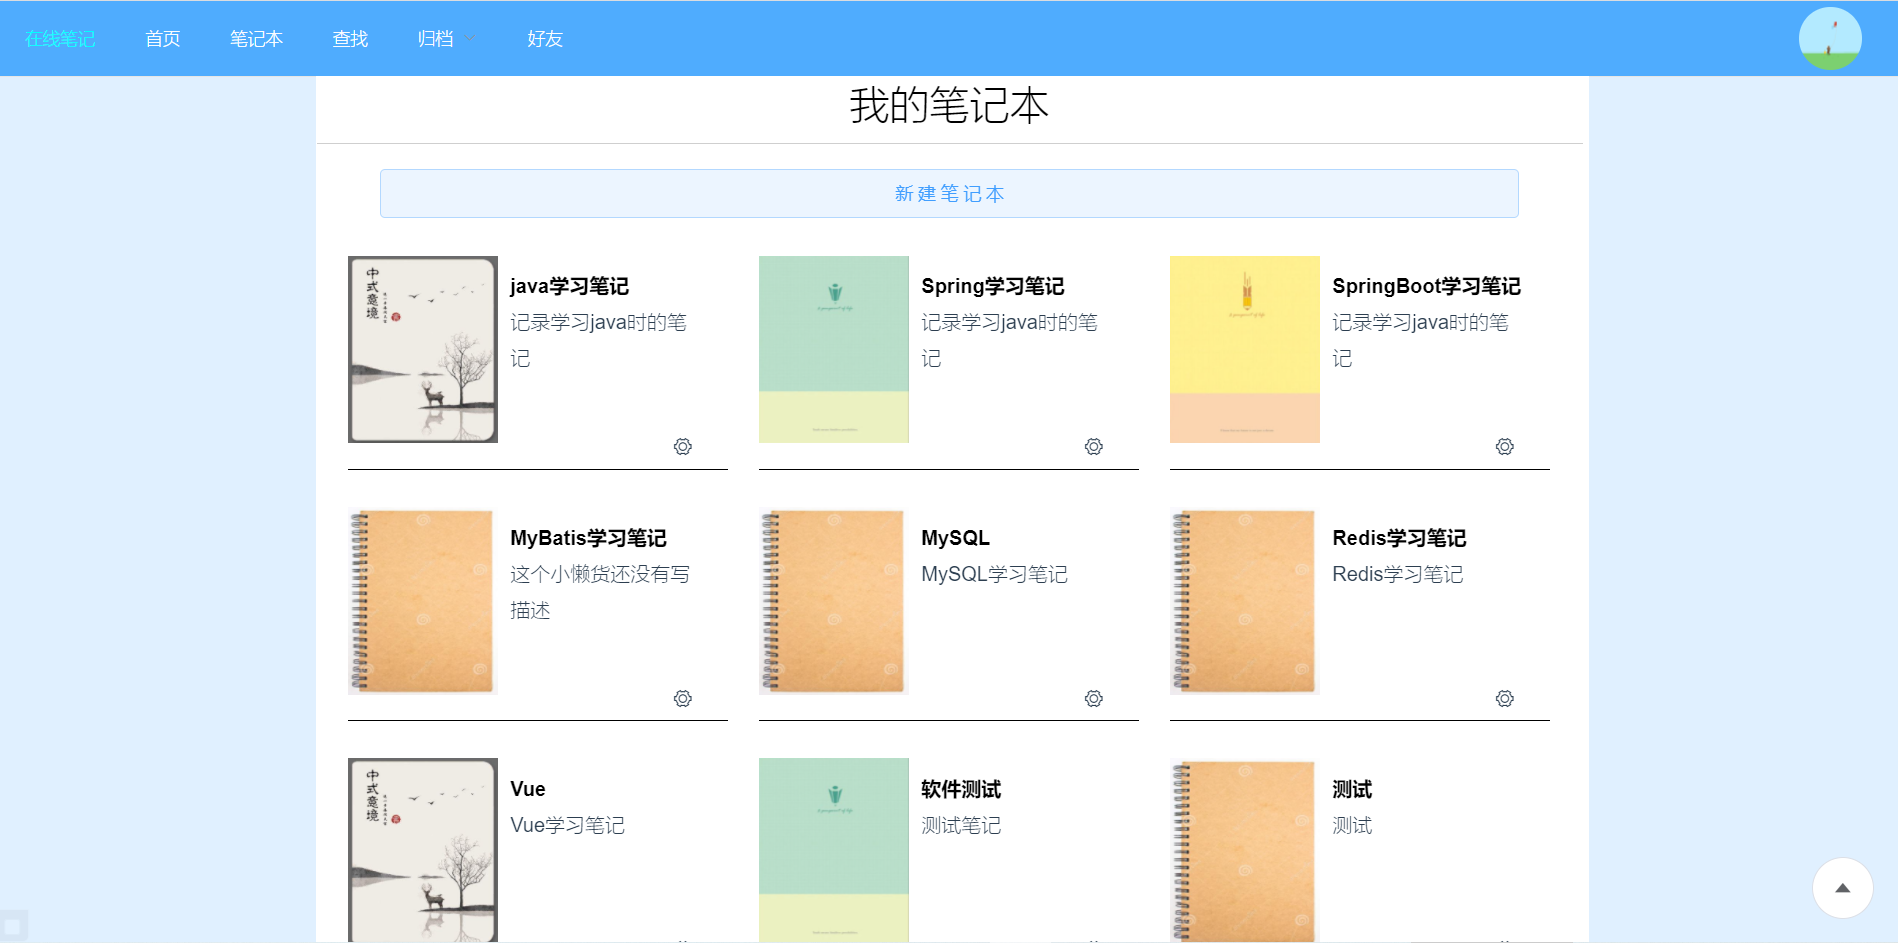 在线笔记 首页 笔记本 查找 归档 好友
我的笔记本
新建笔记本
中式意境
java学习笔记
记录学习java时的笔
记
Spring学习笔记
记录学习java时的笔
记
SpringBoot学习笔记
记录学习java时的笔
记
MyBatis学习笔记
这个小懒货还没有写
描述
MySQL
MySQL学习笔记
Redis学习笔记
Redis学习笔记
中式意境
Vue
Vue学习笔记
软件测试
测试笔记
测试
测试